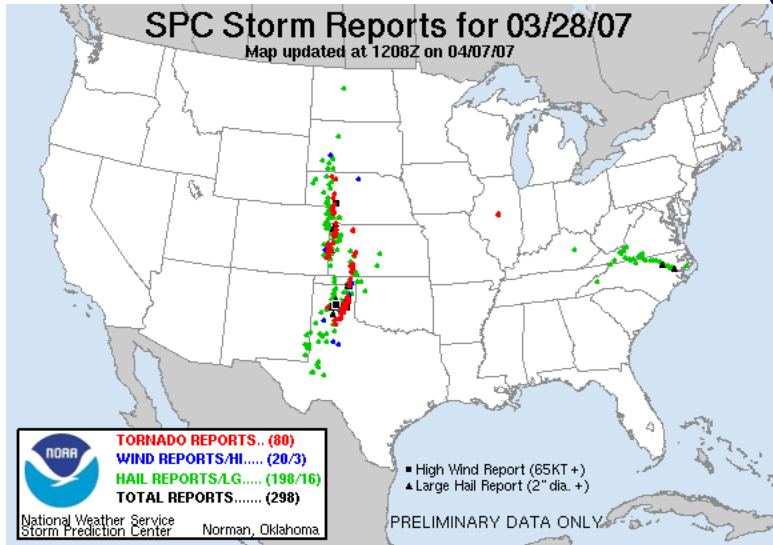 SPC Storm Reports for 03/28/07
Map updated at 1208Z on 04/07/07
NOAA
TORNADO REPORTS.. (80)
WIND REPORTS/HI..... (20/3)
HAIL REPORTS/LG..... (198/16)
TOTAL REPORTS....... (298)
National Weather Service
Storm Prediction Center Norman, Oklahoma
High Wind Report (65KT +)
Large Hail Report (2" dia. +)
PRELIMINARY DATA ONLY